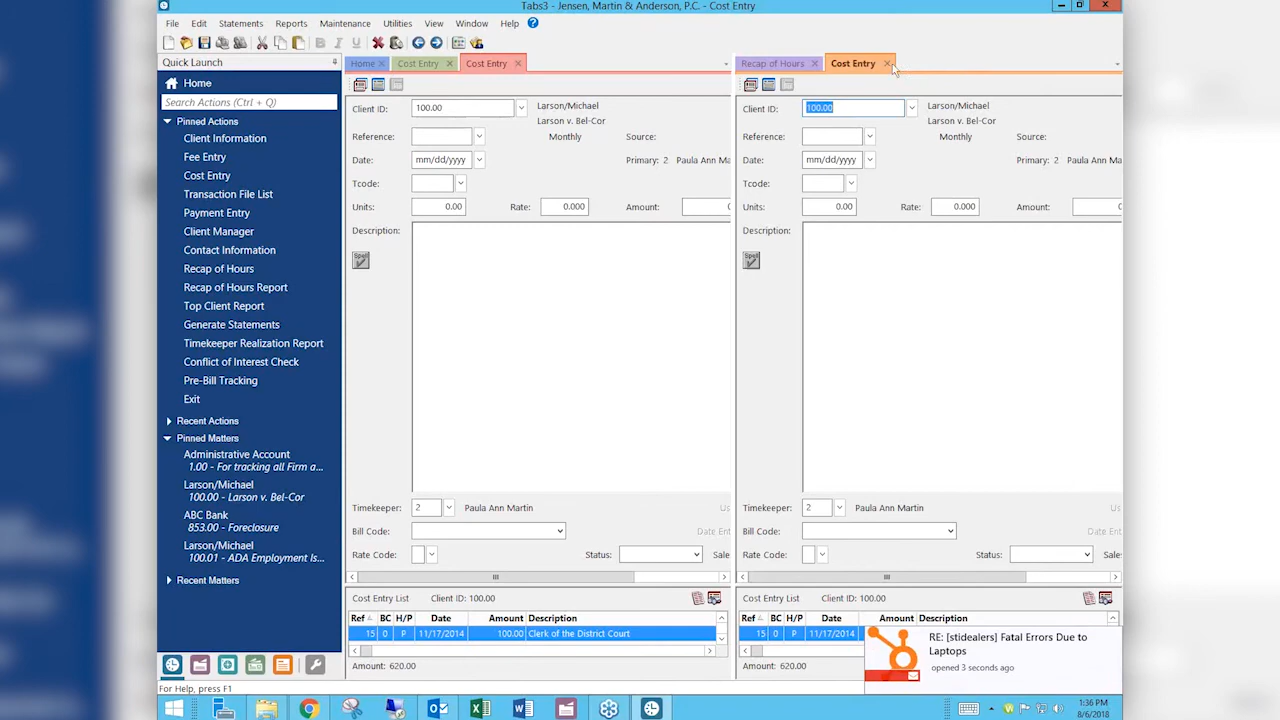 Tabs3 - Jensen, Martin & Anderson, P.C. - Cost Entry
File Edit Statements Reports Maintenance Utilities View Window Help
Quick Launch
Home
Search Actions (Ctrl + Q)
Pinned Actions
Client Information
Fee Entry
Cost Entry
Transaction File List
Payment Entry
Client Manager
Contact Information
Recap of Hours
Recap of Hours Report
Top Client Report
Generate Statements
Timekeeper Realization Report
Conflict of Interest Check
Pre-Bill Tracking
Exit
Recent Actions
Pinned Matters
Administrative Account
1.00 - For tracking all Firm a...
Larson/Michael
100.00 - Larson v. Bel-Cor
ABC Bank
853.00 - Foreclosure
Larson/Michael
100.01 - ADA Employment Is...
Recent Matters
For Help, press F1
Home Cost Entry Cost Entry
Client ID: 100.00 Larson/Michael
Larson v. Bel-Cor
Reference: Monthly Source:
Date: mm/dd/yyyy Primary: 2 Paula Ann M
Tcode:
Units: 0.00 Rate: 0.000 Amount: 0
Description:
Spell
Timekeeper: 2 Paula Ann Martin Us
Bill Code: Date Ent
Rate Code: Status: Sale
Cost Entry List Client ID: 100.00
Ref BC H/P Date Amount Description
15 0 P 11/17/2014 100.00 Clerk of the District Court
Amount: 620.00
Recap of Hours Cost Entry
Client ID: 100.00 Larson/Michael
Larson v. Bel-Cor
Reference: Monthly Source:
Date: mm/dd/yyyy Primary: 2 Paula Ann M
Tcode:
Units: 0.00 Rate: 0.000 Amount: 0
Description:
Spell
Timekeeper: 2 Paula Ann Martin Us
Bill Code: Date Ent
Rate Code: Status: Sale
Cost Entry List Client ID: 100.00
Ref BC H/P Date Amount Description
15 0 P 11/17/2014
Amount: 620.00
RE: [stidealers] Fatal Errors Due to
Laptops
opened 3 seconds ago
1:36 PM
8/6/2018